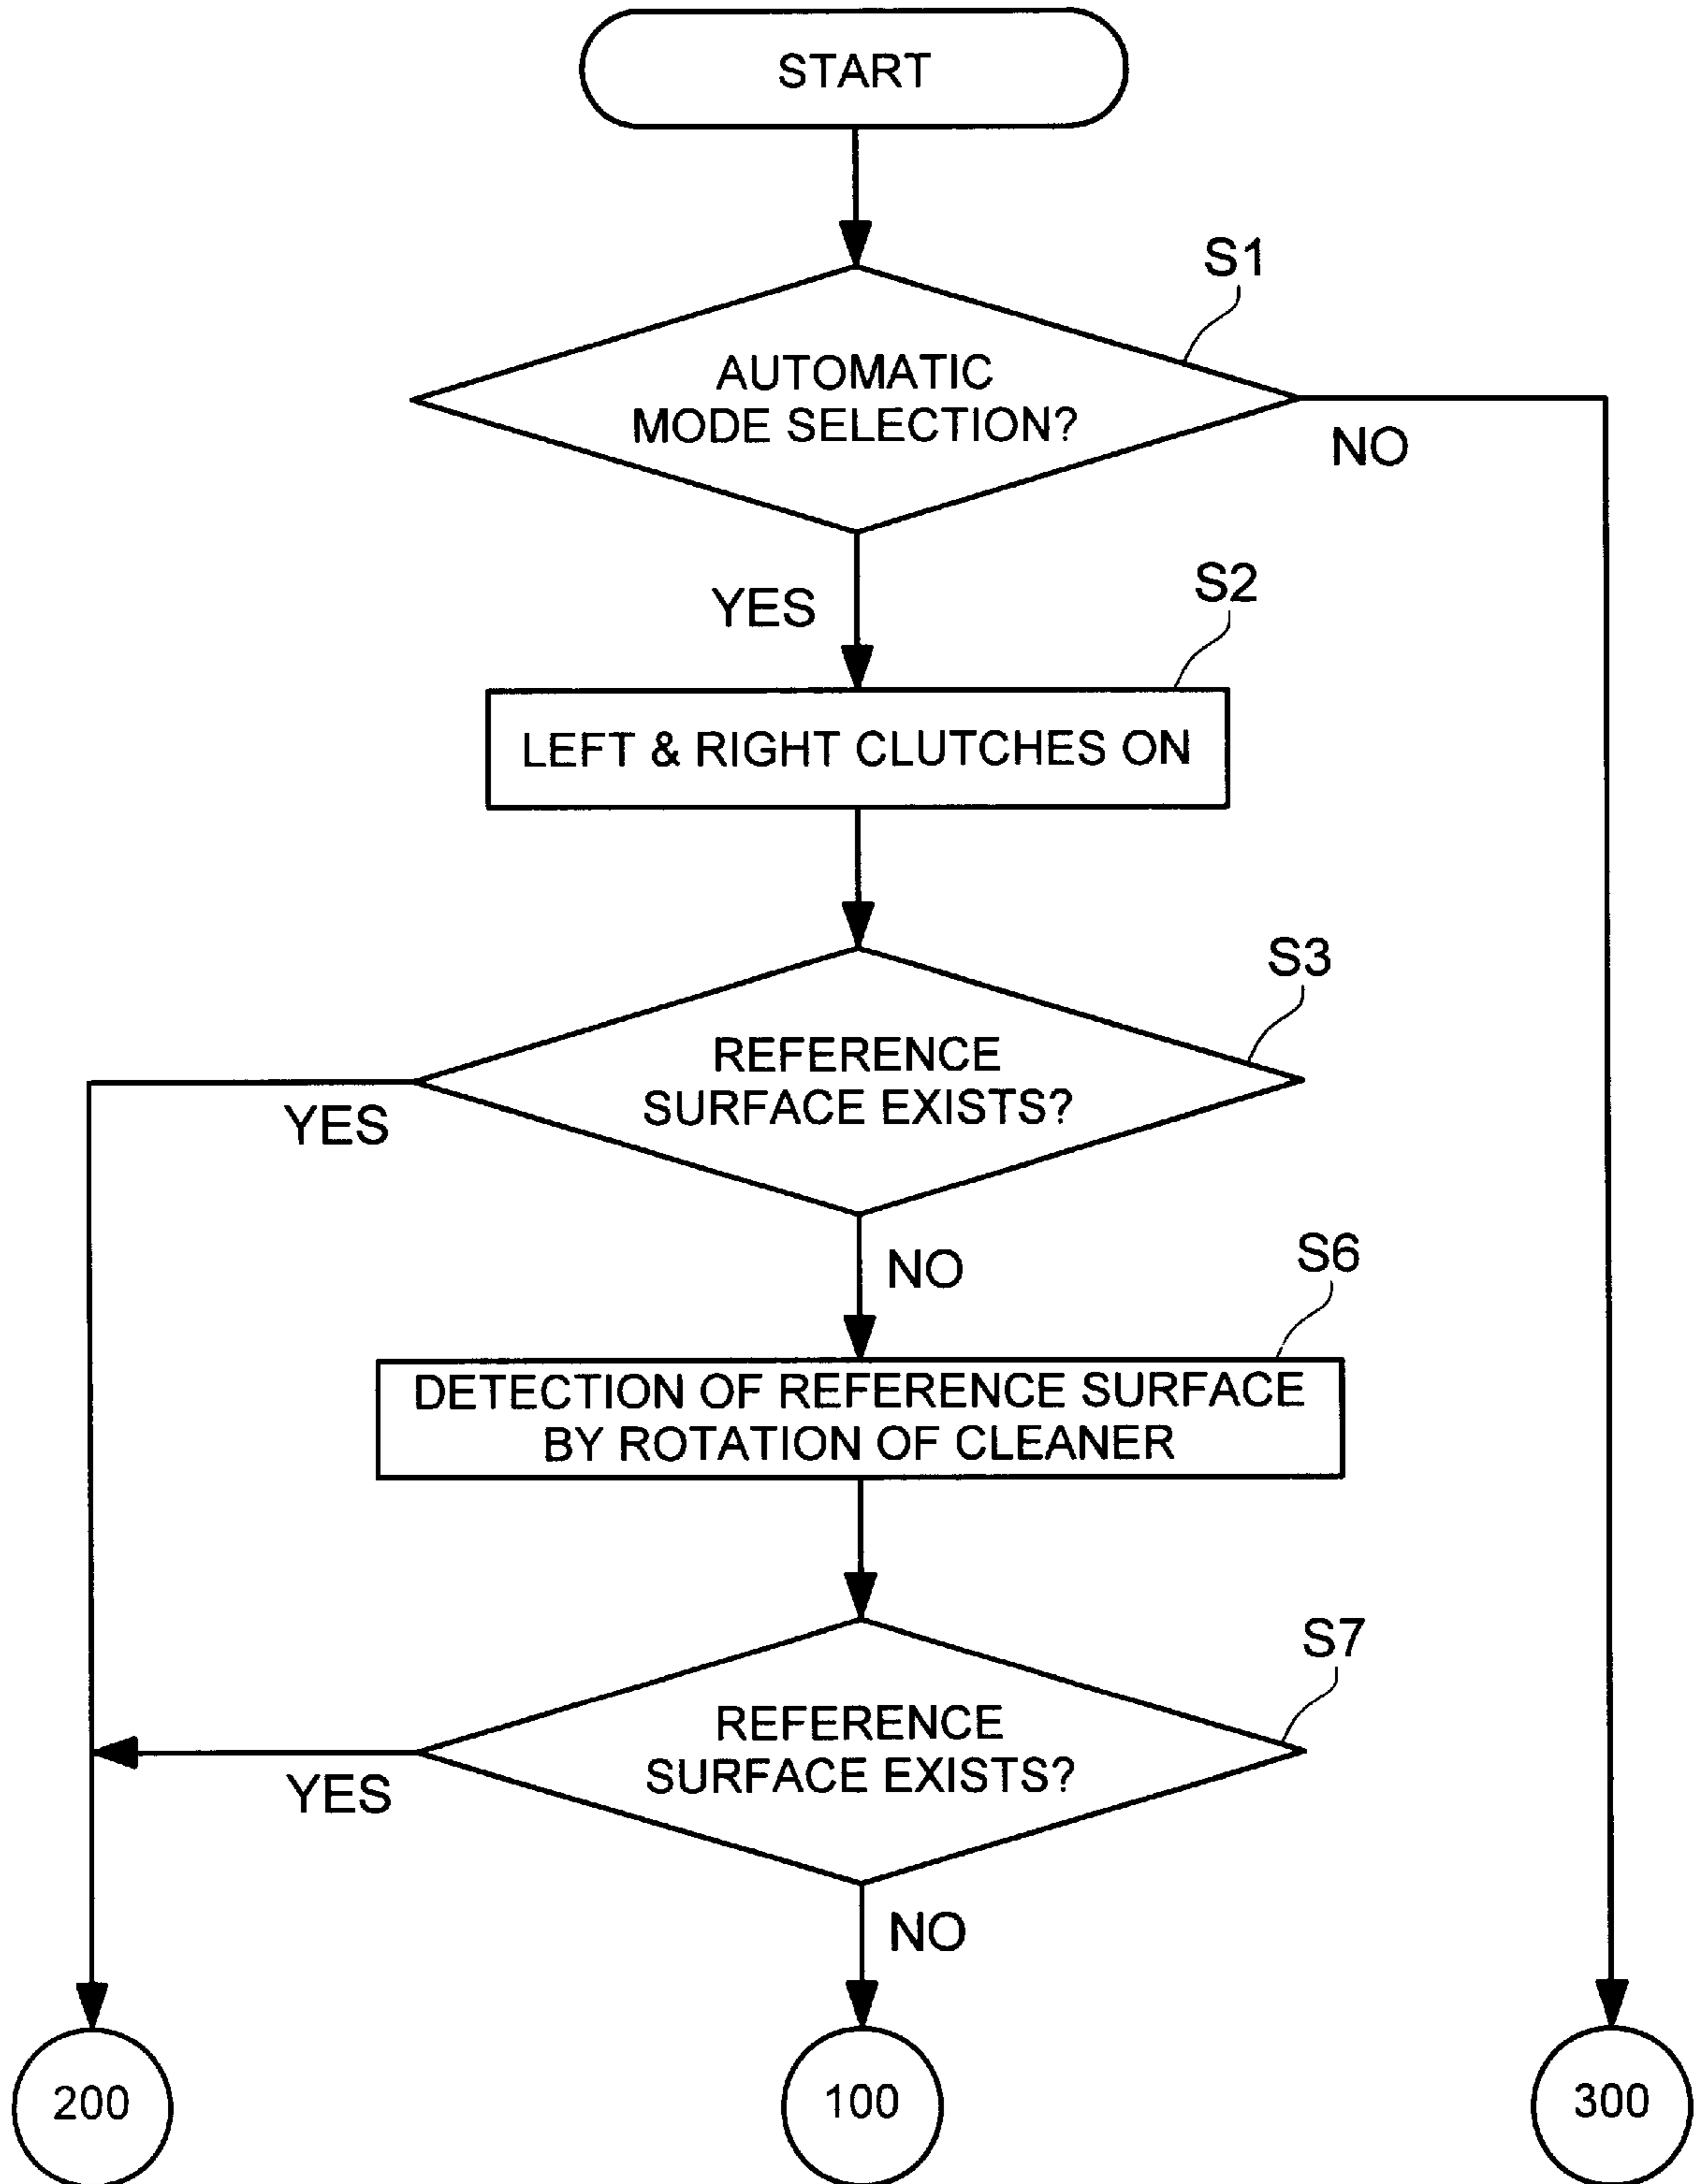 START
S1
AUTOMATIC
MODE SELECTION?
NO
YES
S2
LEFT & RIGHT CLUTCHES ON
S3
REFERENCE
SURFACE EXISTS?
YES
NO
S6
DETECTION OF REFERENCE SURFACE
BY ROTATION OF CLEANER
S7
REFERENCE
SURFACE EXISTS?
YES
NO
200
100
300